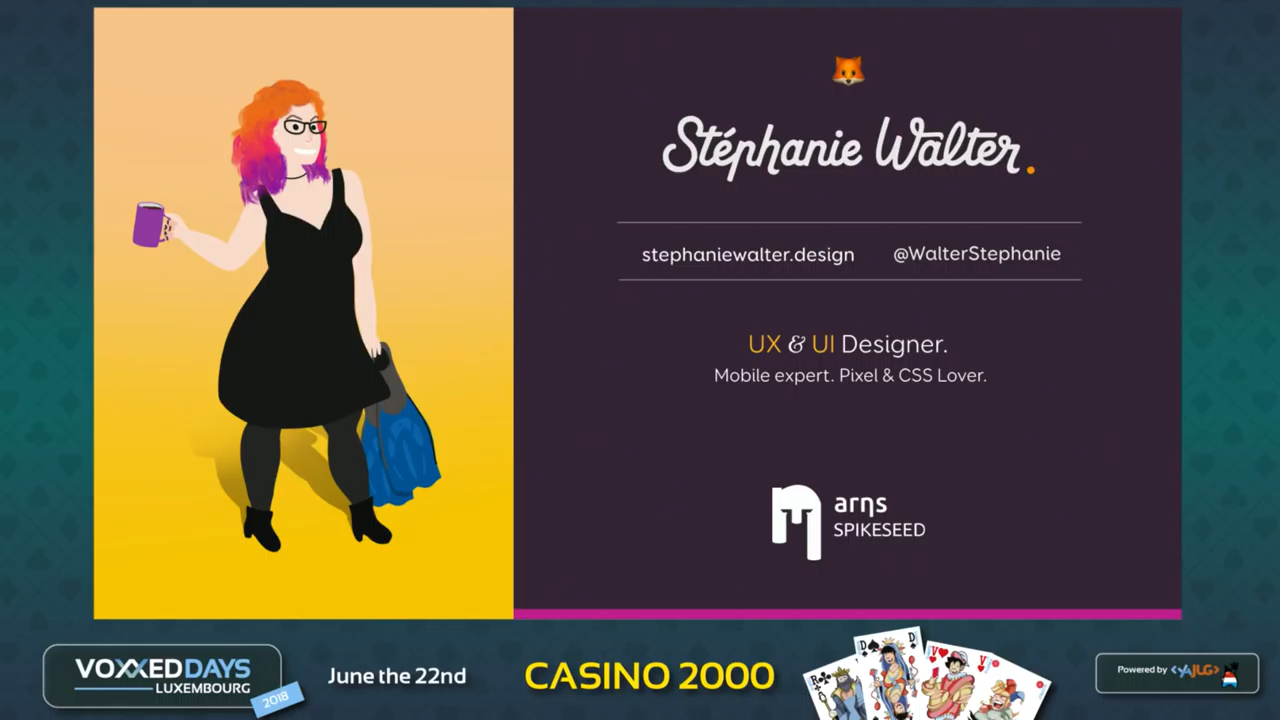 Stéphanie Walter.
stephaniewalter.design @WalterStephanie
UX & UI Designer.
Mobile expert. Pixel & CSS Lover.
arηs
SPIKESEED
VOXXEDDAYS
LUXEMBOURG
2018
June the 22nd
CASINO 2000
R
D D
V V
Powered by <YAJUG>